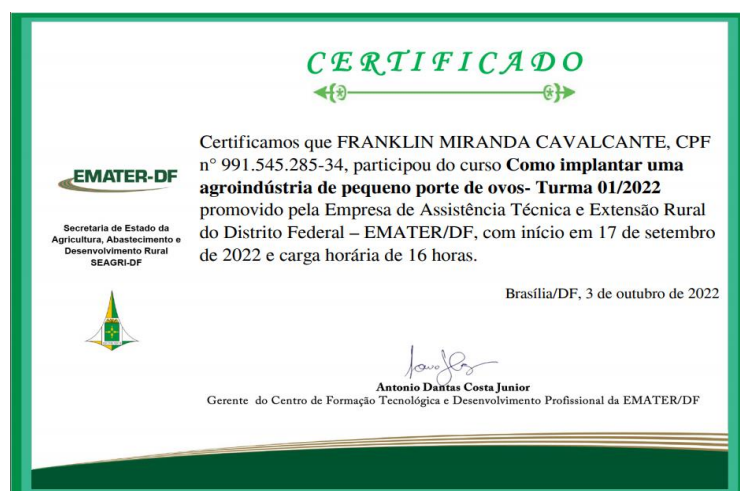 CERTIFICADO
Certificamos que FRANKLIN MIRANDA CAVALCANTE, CPF
n° 991.545.285-34, participou do curso Como implantar uma
agroindústria de pequeno porte de ovos- Turma 01/2022
promovido pela Empresa de Assistência Técnica e Extensão Rural
do Distrito Federal – EMATER/DF, com início em 17 de setembro
de 2022 e carga horária de 16 horas.
EMATER-DF
Secretaria de Estado da
Agricultura, Abastecimento e
Desenvolvimento Rural
SEAGRI-DF
Brasília/DF, 3 de outubro de 2022
Antonio Dantas Costa Junior
Gerente do Centro de Formação Tecnológica e Desenvolvimento Profissional da EMATER/DF